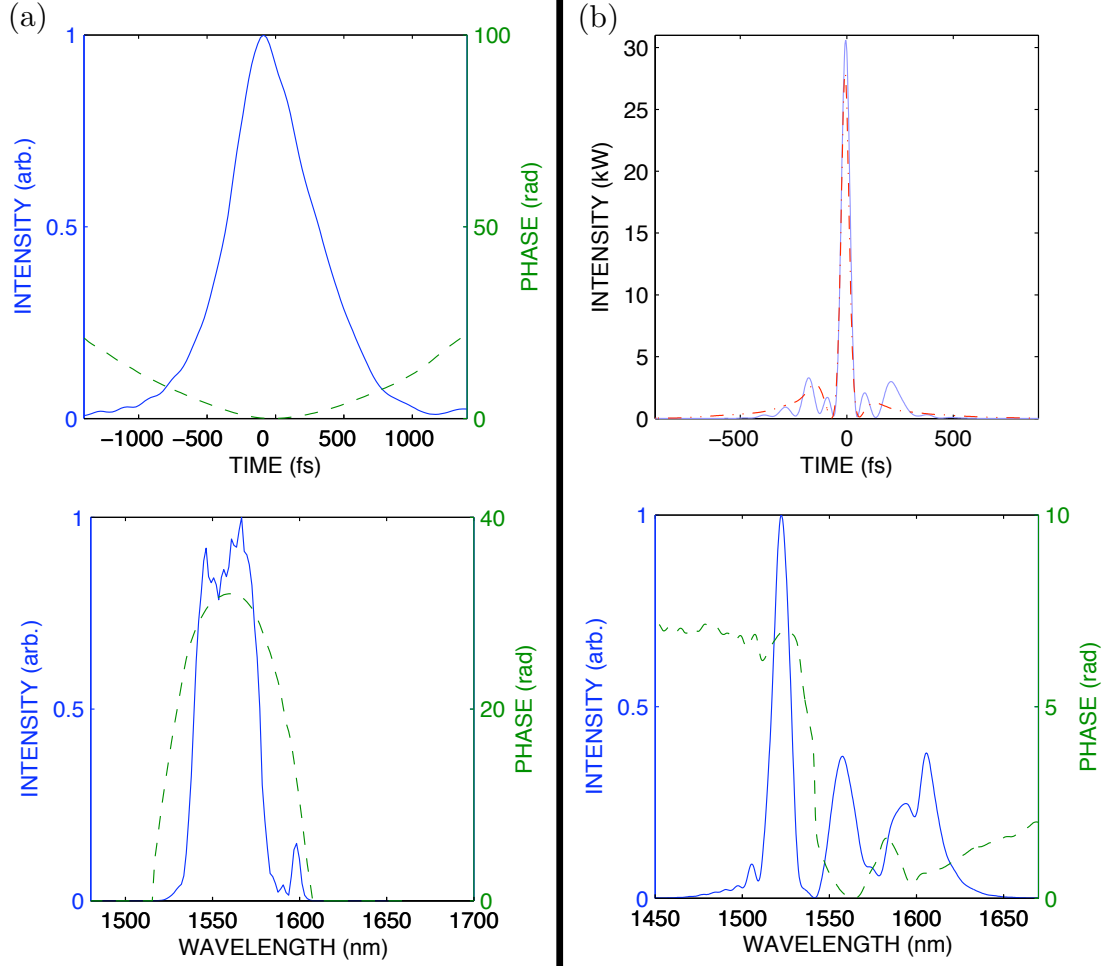 (a)
1
0.5
0
INTENSITY (arb.)
100
50
0
PHASE (rad)
−1000 −500 0 500 1000
TIME (fs)
1
0.5
0
INTENSITY (arb.)
40
20
0
PHASE (rad)
1500 1550 1600 1650 1700
WAVELENGTH (nm)
(b)
30
25
20
15
10
5
0
INTENSITY (kW)
−500 0 500
TIME (fs)
1
0.5
0
INTENSITY (arb.)
10
5
0
PHASE (rad)
1450 1500 1550 1600 1650
WAVELENGTH (nm)